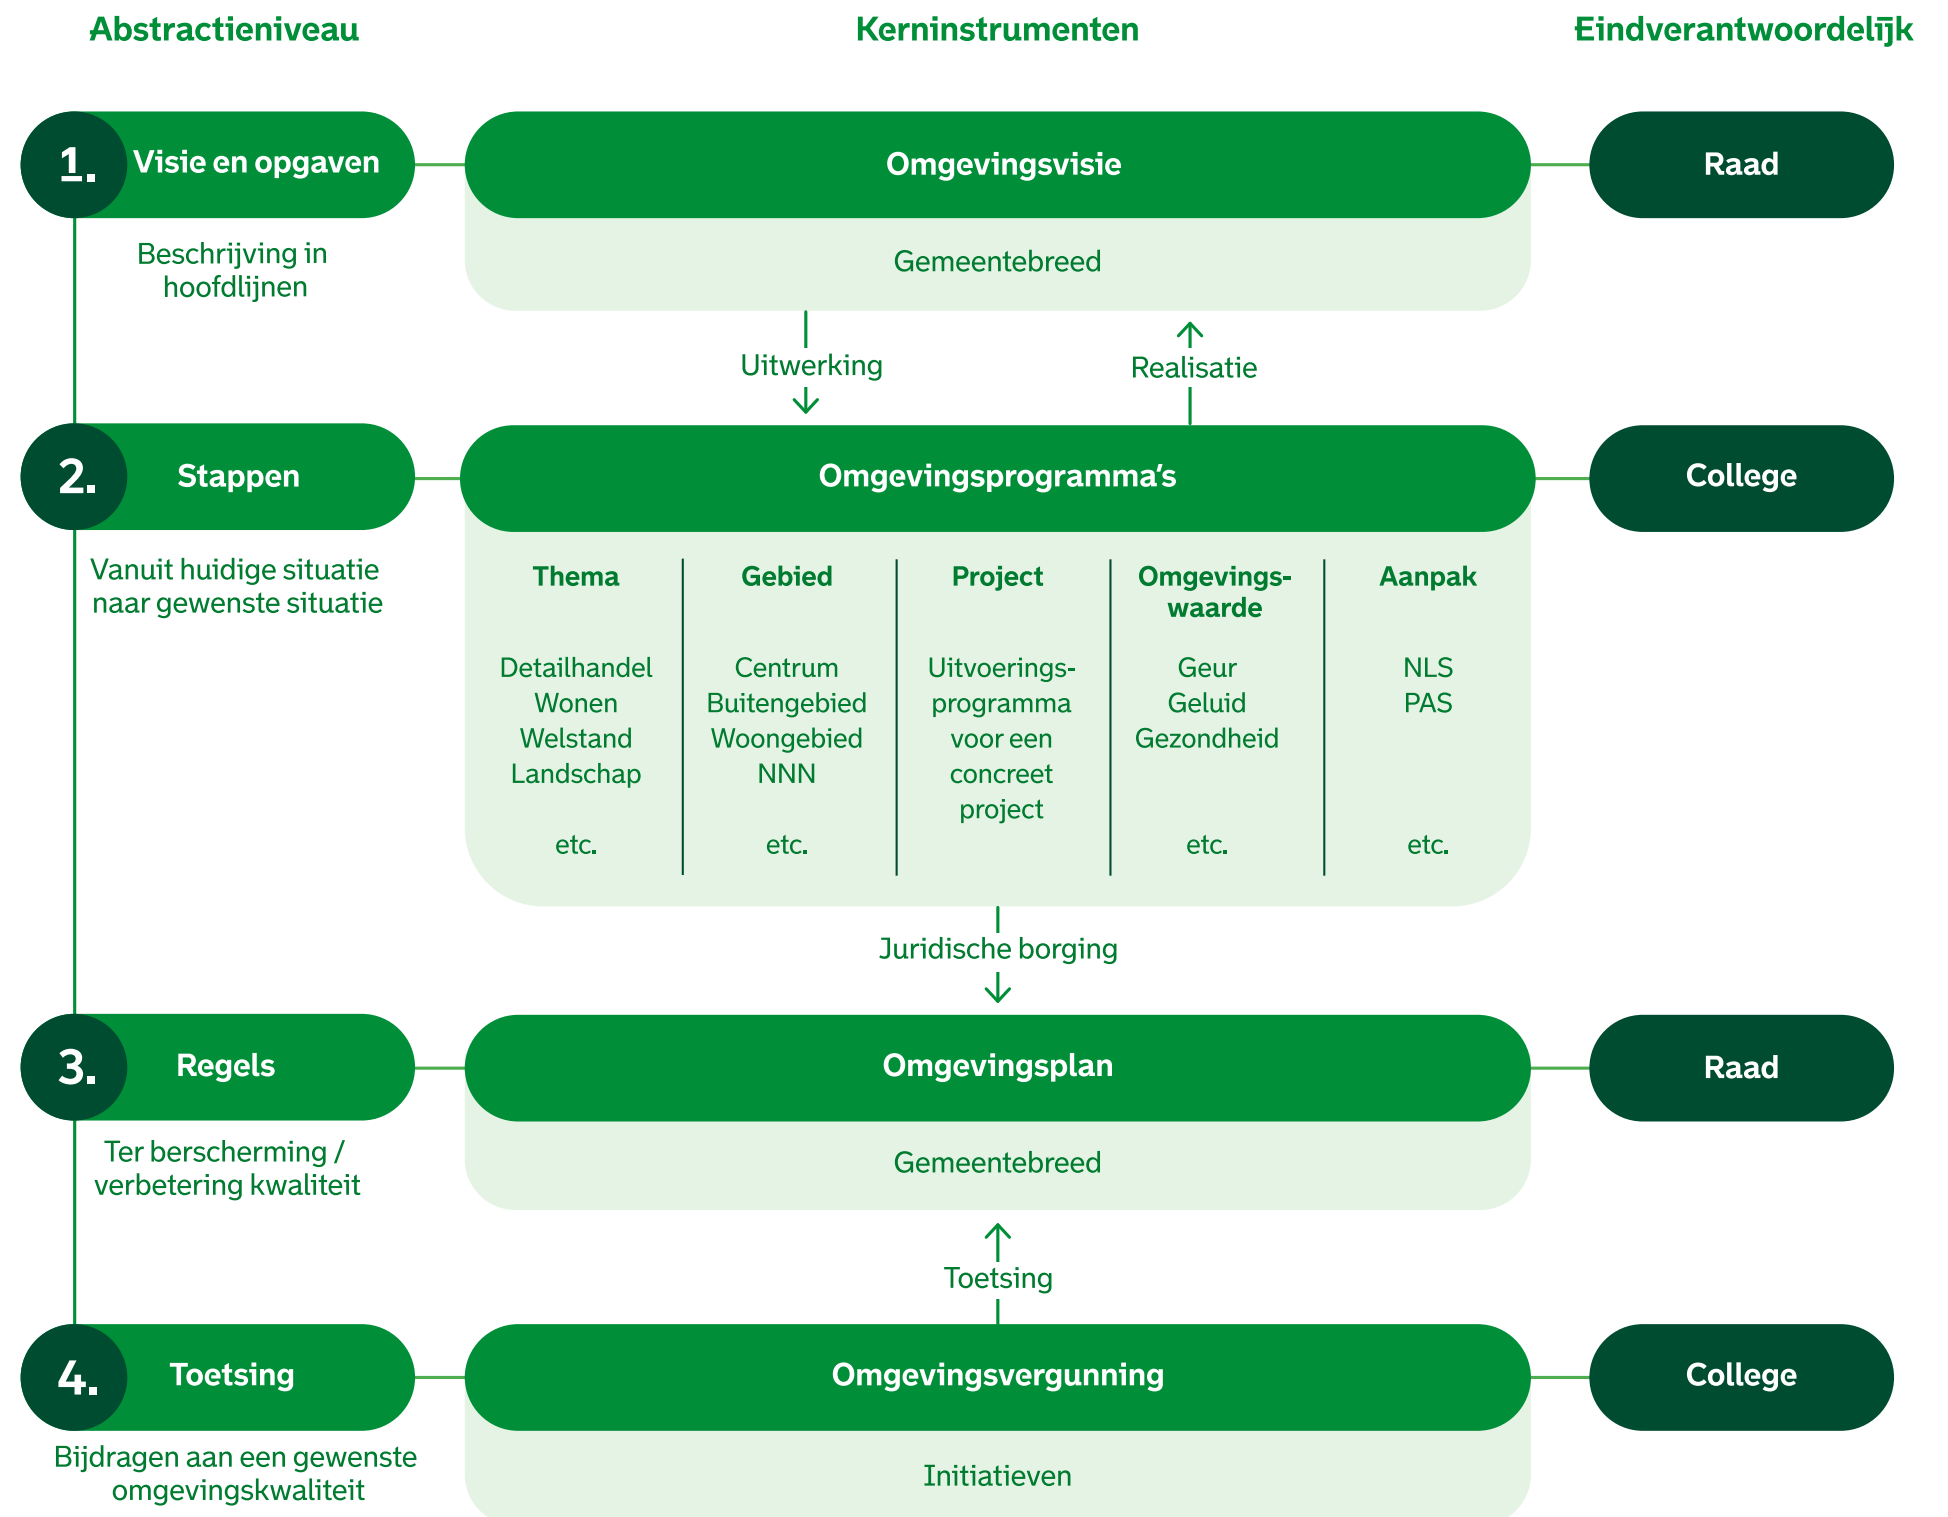 Abstractieniveau
Kerninstrumenten
Eindverantwoordelijk
1.
Visie en opgaven
Omgevingsvisie
Raad
Beschrijving in
hoofdlijnen
Gemeentebreed
Uitwerking
Realisatie
2.
Stappen
Omgevingsprogramma’s
College
Vanuit huidige situatie
naar gewenste situatie
Thema
Detailhandel
Wonen
Welstand
Landschap
etc.
Gebied
Centrum
Buitengebied
Woongebied
NNN
etc.
Project
Uitvoerings-
programma
voor een
concreet
project
Omgevings-
waarde
Geur
Geluid
Gezondheid
etc.
Aanpak
NLS
PAS
etc.
Juridische borging
3.
Regels
Omgevingsplan
Raad
Ter berscherming /
verbetering kwaliteit
Gemeentebreed
Toetsing
4.
Toetsing
Omgevingsvergunning
College
Bijdragen aan een gewenste
omgevingskwaliteit
Initiatieven